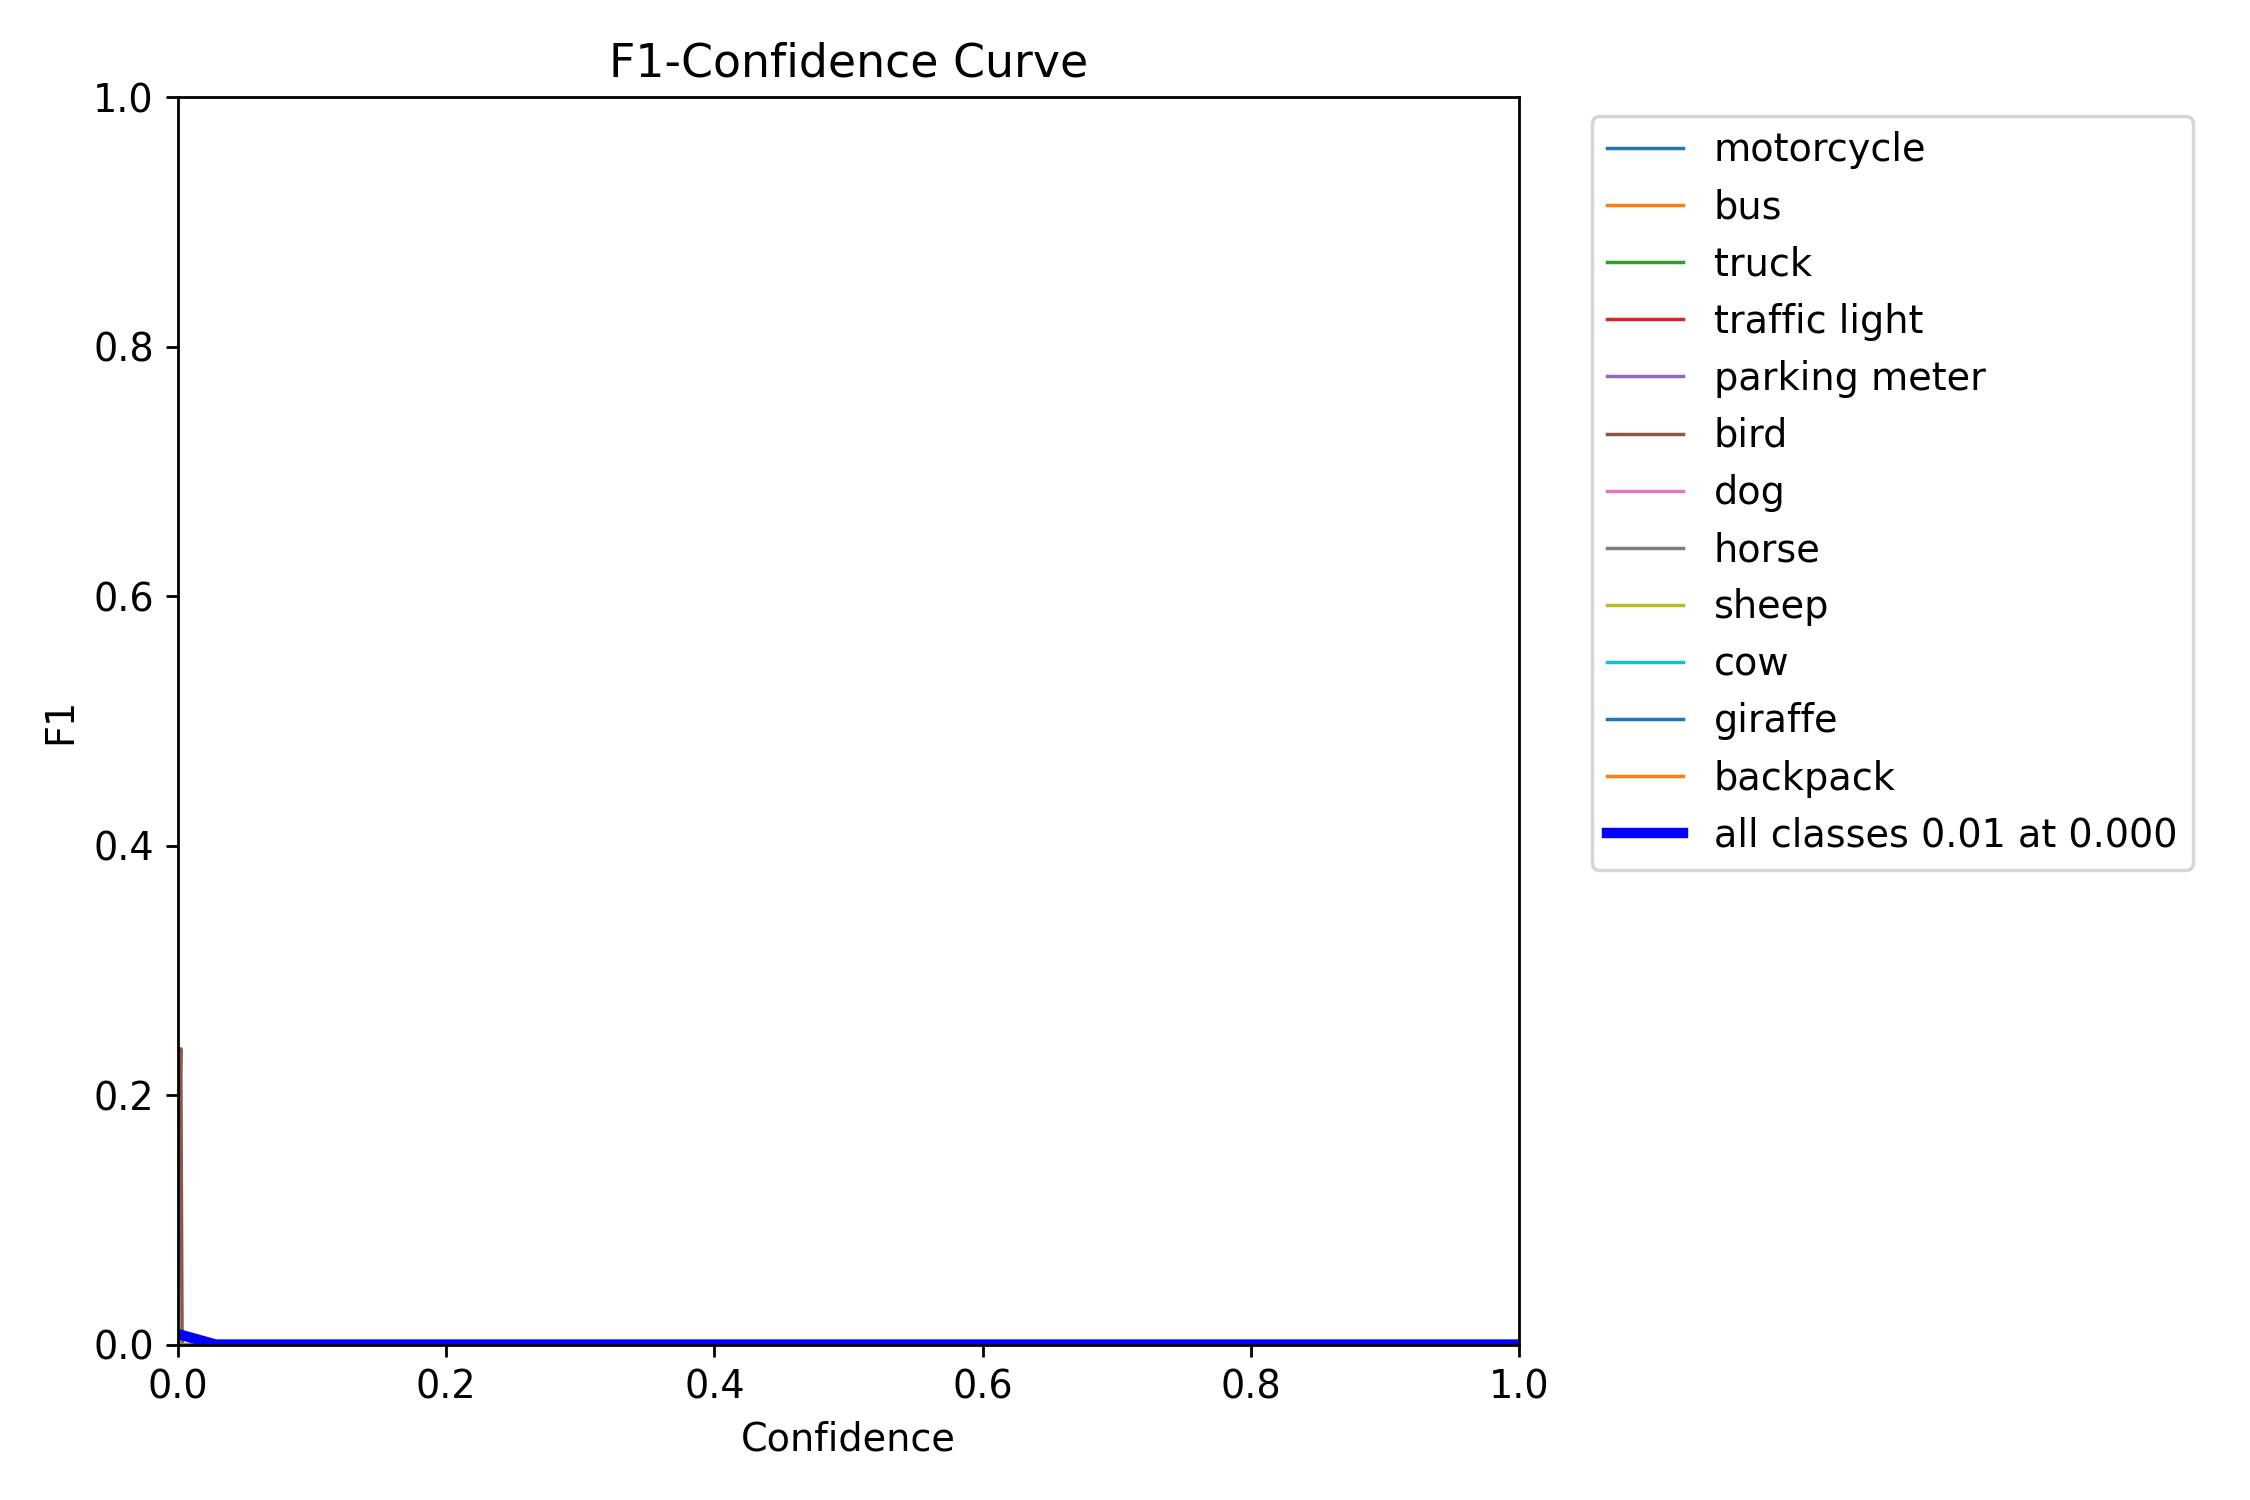 F1-Confidence Curve
1.0
0.8
0.6
0.4
0.2
0.0
F1
0.0 0.2 0.4 0.6 0.8 1.0
Confidence
motorcycle
bus
truck
traffic light
parking meter
bird
dog
horse
sheep
cow
giraffe
backpack
all classes 0.01 at 0.000